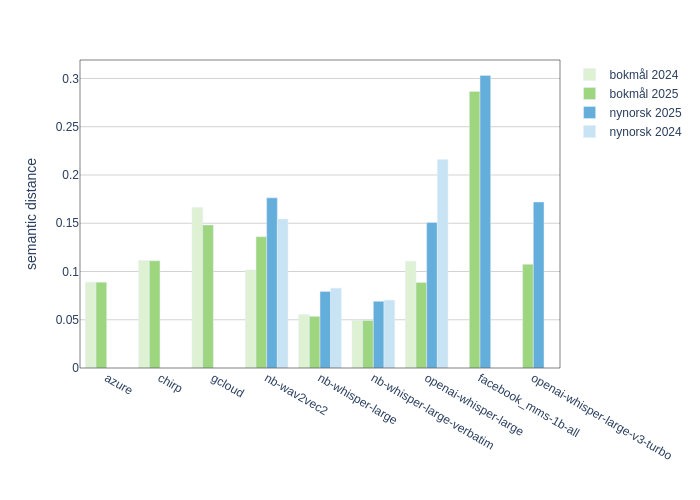 0.3
0.25
0.2
0.15
0.1
0.05
0
semantic distance
azure
chirp
gcloud
nb-wav2vec2
nb-whisper-large
nb-whisper-large-verbatim
openai-whisper-large
facebook_mms-1b-all
openai-whisper-large-v3-turbo
bokmål 2024
bokmål 2025
nynorsk 2025
nynorsk 2024